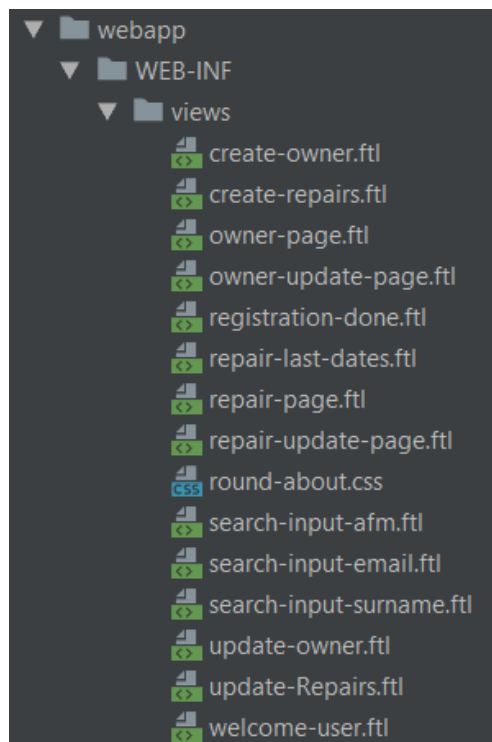 webapp
WEB-INF
views
create-owner.ftl
create-repairs.ftl
owner-page.ftl
owner-update-page.ftl
registration-done.ftl
repair-last-dates.ftl
repair-page.ftl
repair-update-page.ftl
CSS round-about.css
search-input-afm.ftl
search-input-email.ftl
search-input-surname.ftl
update-owner.ftl
update-Repairs.ftl
welcome-user.ftl